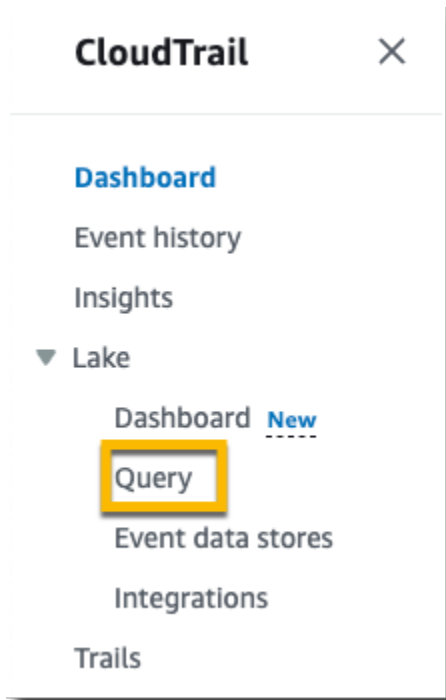 CloudTrail
Dashboard
Event history
Insights
Lake
Dashboard New
Query
Event data stores
Integrations
Trails